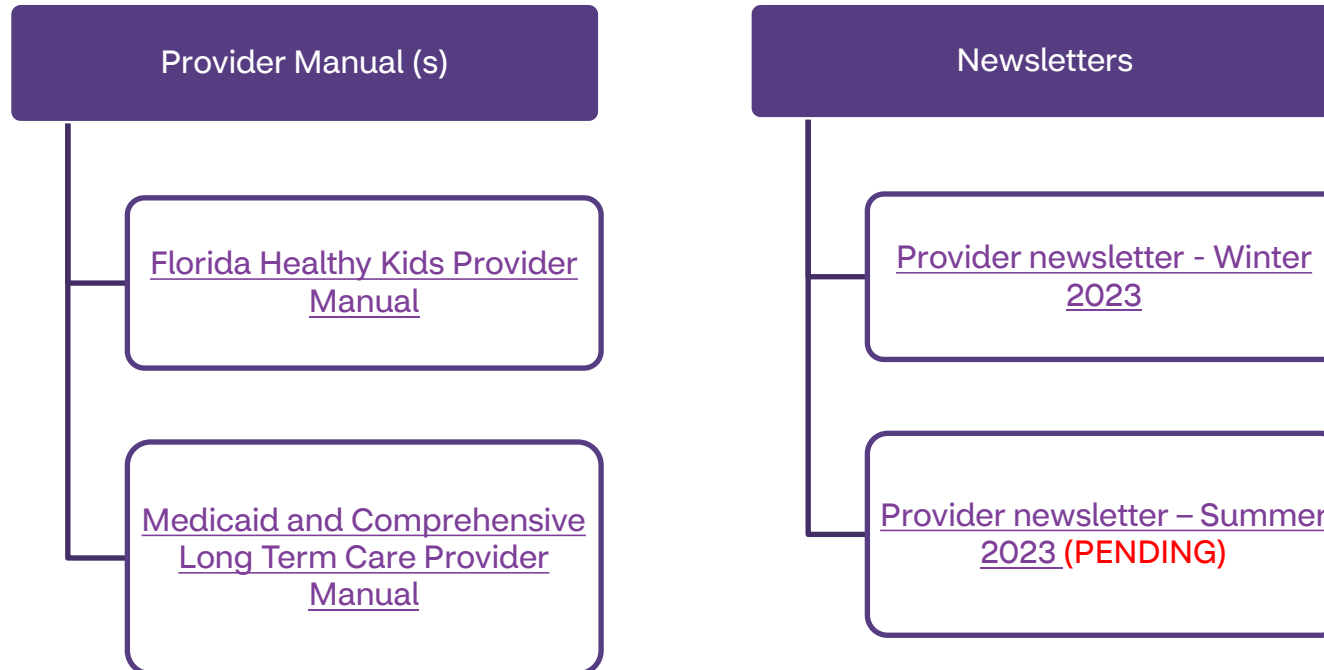 Provider Manual (s)
Florida Healthy Kids Provider
Manual
Medicaid and Comprehensive
Long Term Care Provider
Manual
Newsletters
Provider newsletter - Winter
2023
Provider newsletter – Summer
2023 (PENDING)